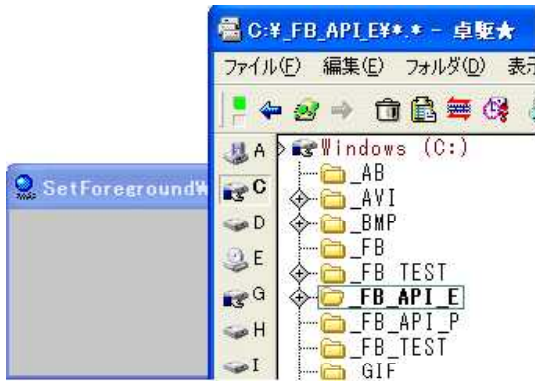 C:¥_FB_API_E¥*.* - 卓駆★
ファイル(F) 編集(E) フォルダ(D) 表示
A
C
D
E
G
H
I
Windows (C:)
_AB
_AVI
_BMP
_FB
_FB TEST
_FB_API_E
_FB_API_P
_FB_TEST
GIF
SetForegroundW